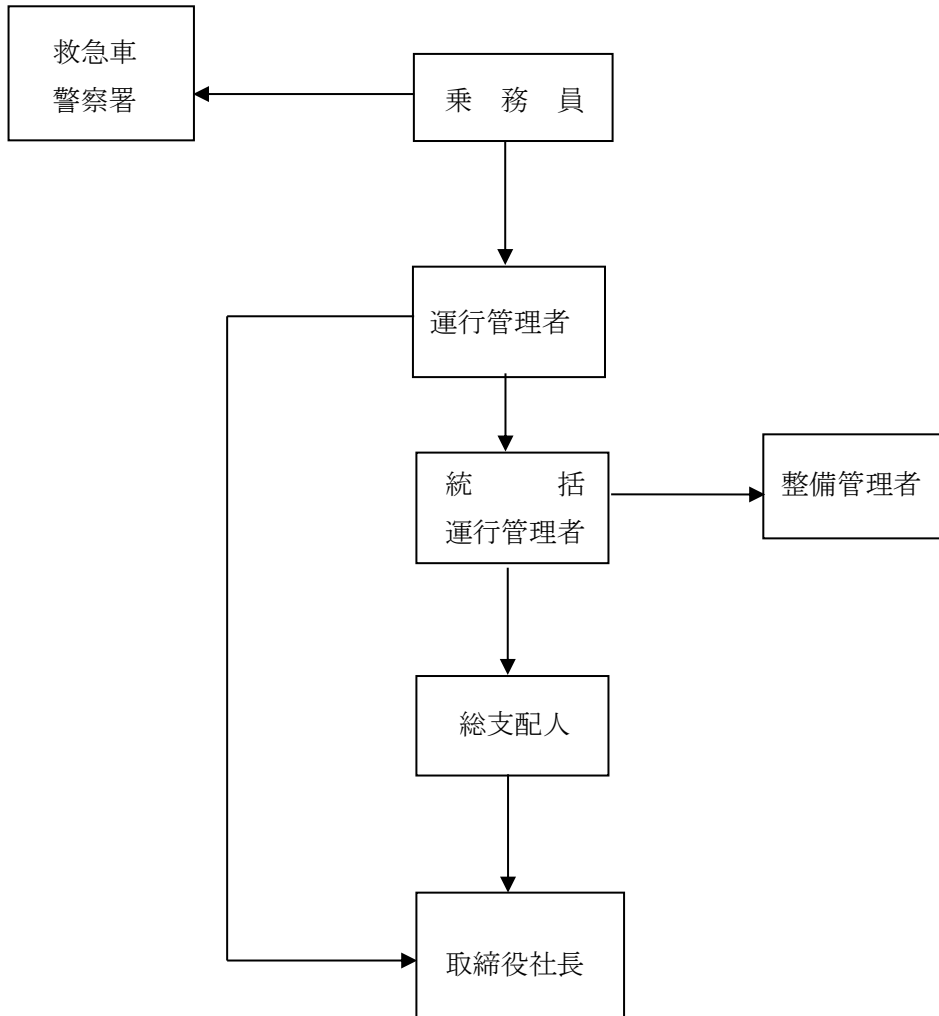 救急車
警察署
乗　務　員
運行管理者
統　　　括
運行管理者
整備管理者
総支配人
取締役社長